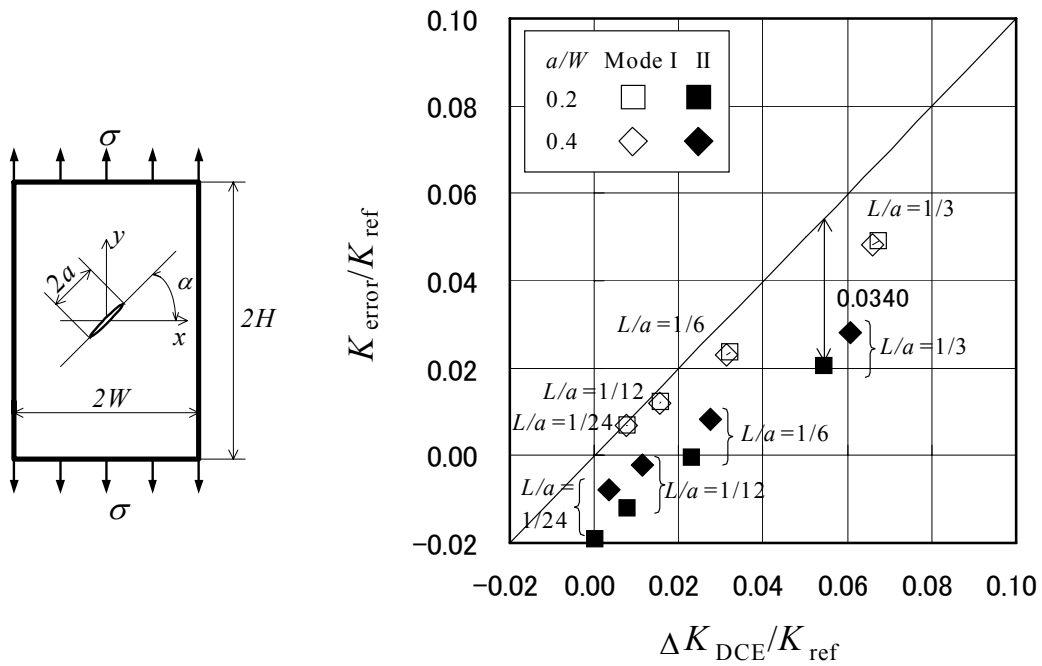 σ
y
2a
α
x
2H
2W
σ
0.10
0.08
0.06
0.04
0.02
0.00
−0.02
K error/K ref
a/W Mode I II
0.2
0.4
L/a=1/3
0.0340
L/a=1/6
L/a=1/3
L/a=1/12
L/a=1/24
L/a=1/6
L/a=1/12
L/a=
1/24
−0.02 0.00 0.02 0.04 0.06 0.08 0.10
ΔK DCE/K ref